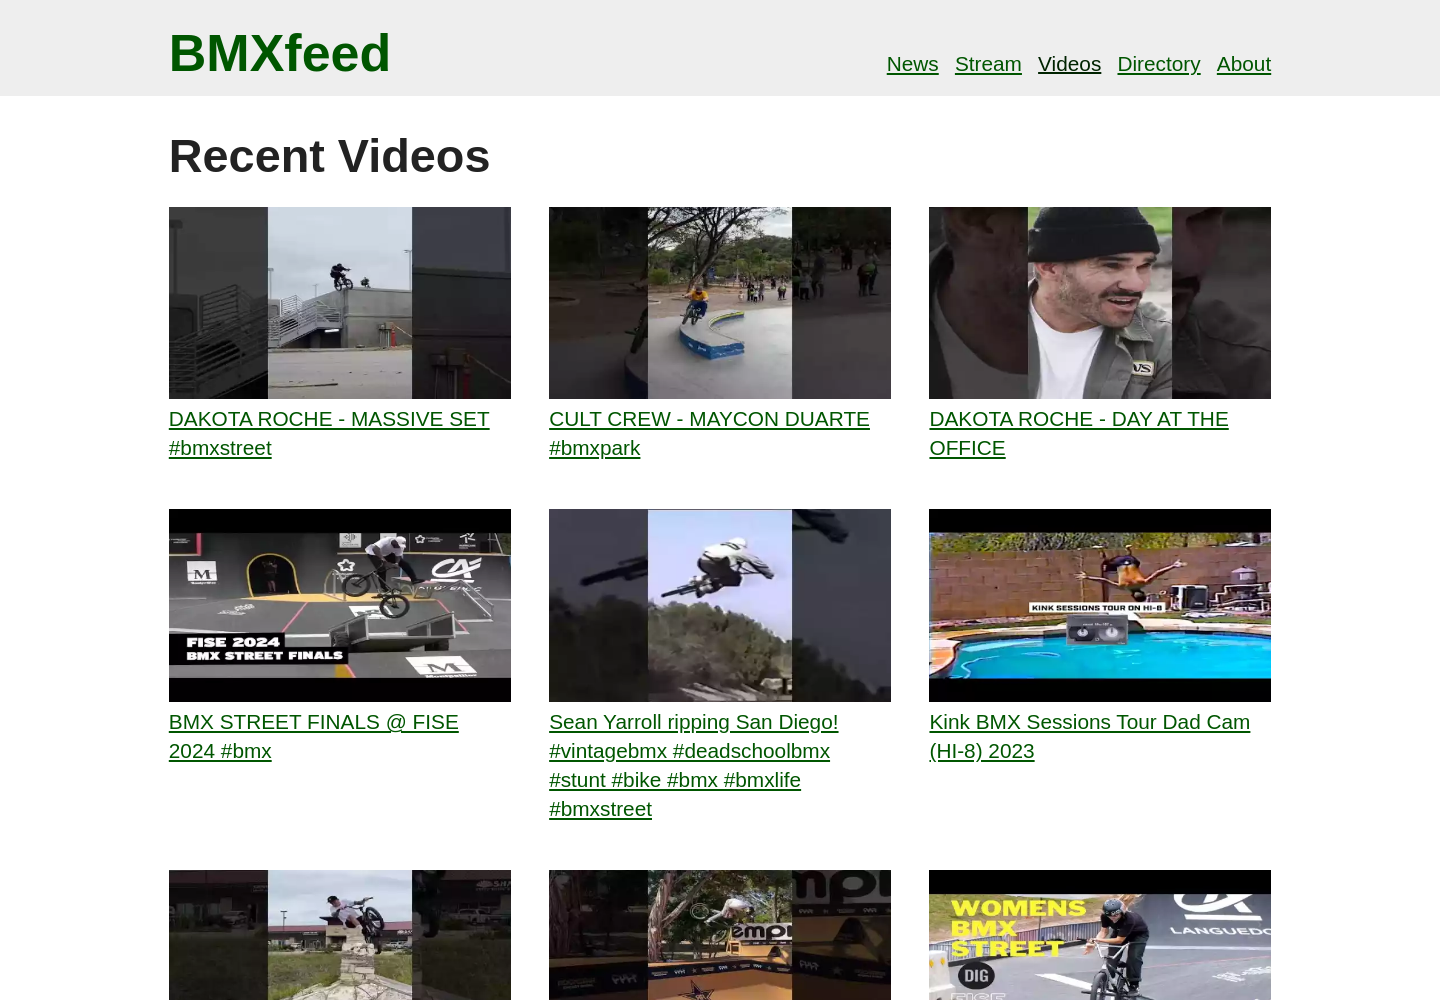 BMXfeed
News Stream Videos Directory About
Recent Videos
DAKOTA ROCHE - MASSIVE SET
#bmxstreet
CULT CREW - MAYCON DUARTE
#bmxpark
DAKOTA ROCHE - DAY AT THE
OFFICE
M
CA
FISE 2024
BMX STREET FINALS
M
KINK SESSIONS TOUR ON HI-8
BMX STREET FINALS @ FISE
2024 #bmx
Sean Yarroll ripping San Diego!
#vintagebmx #deadschoolbmx
#stunt #bike #bmx #bmxlife
#bmxstreet
Kink BMX Sessions Tour Dad Cam
(HI-8) 2023
WOMENS
BMX
STREET
DIG
FISE
LANGUEDO